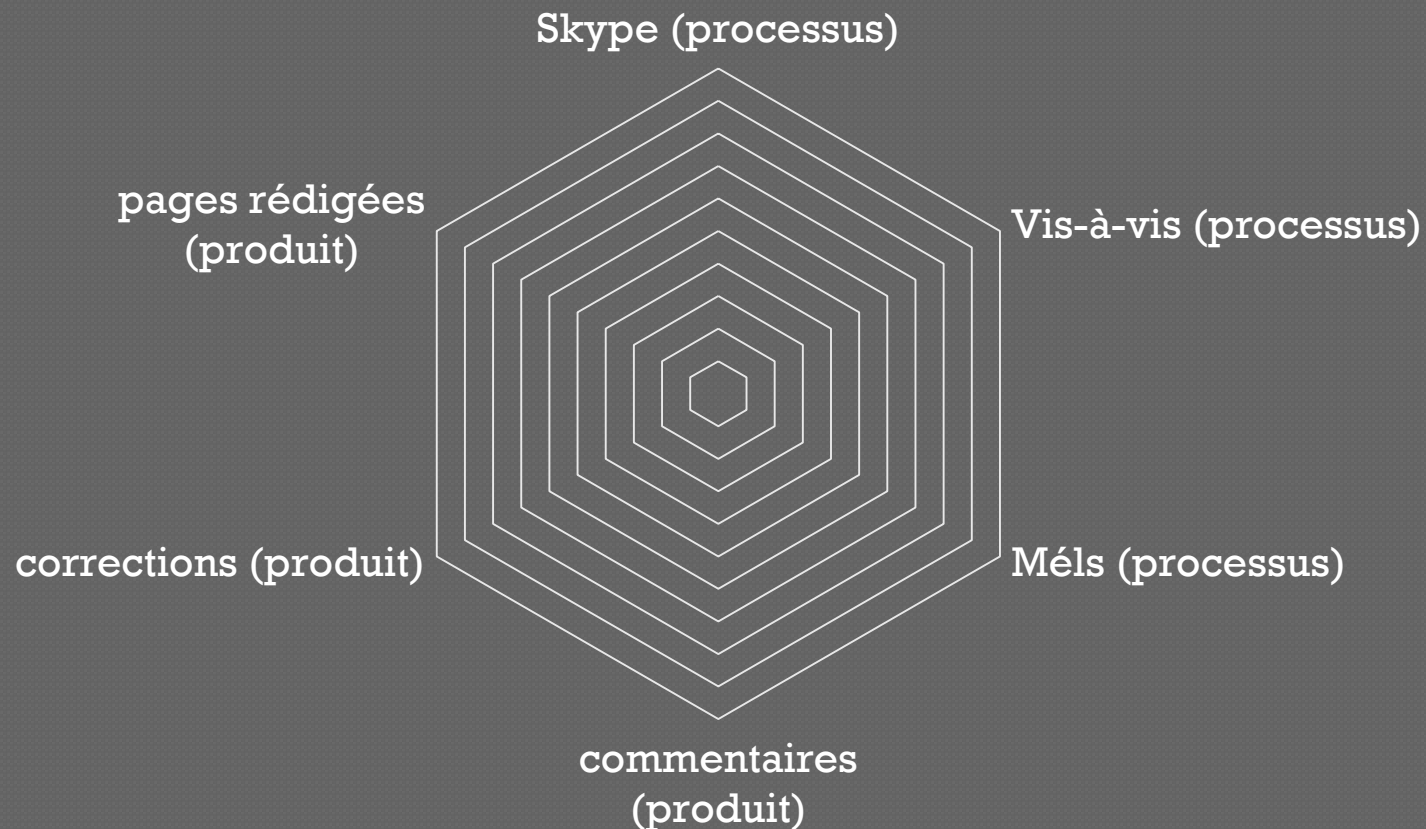 Skype (processus)
pages rédigées
(produit)
Vis-à-vis (processus)
corrections (produit)
Méls (processus)
commentaires
(produit)